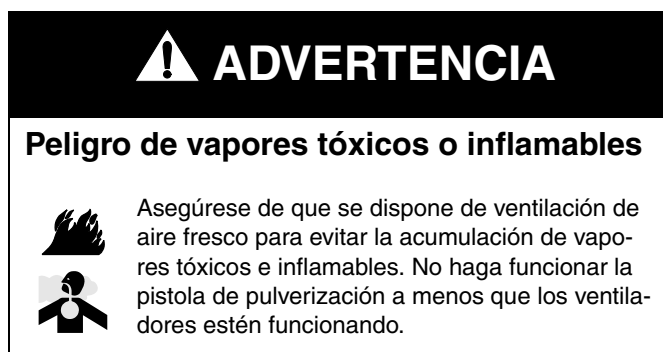 ADVERTENCIA
Peligro de vapores tóxicos o inflamables
Asegúrese de que se dispone de ventilación de
aire fresco para evitar la acumulación de vapo-
res tóxicos e inflamables. No haga funcionar la
pistola de pulverización a menos que los ventila-
dores estén funcionando.